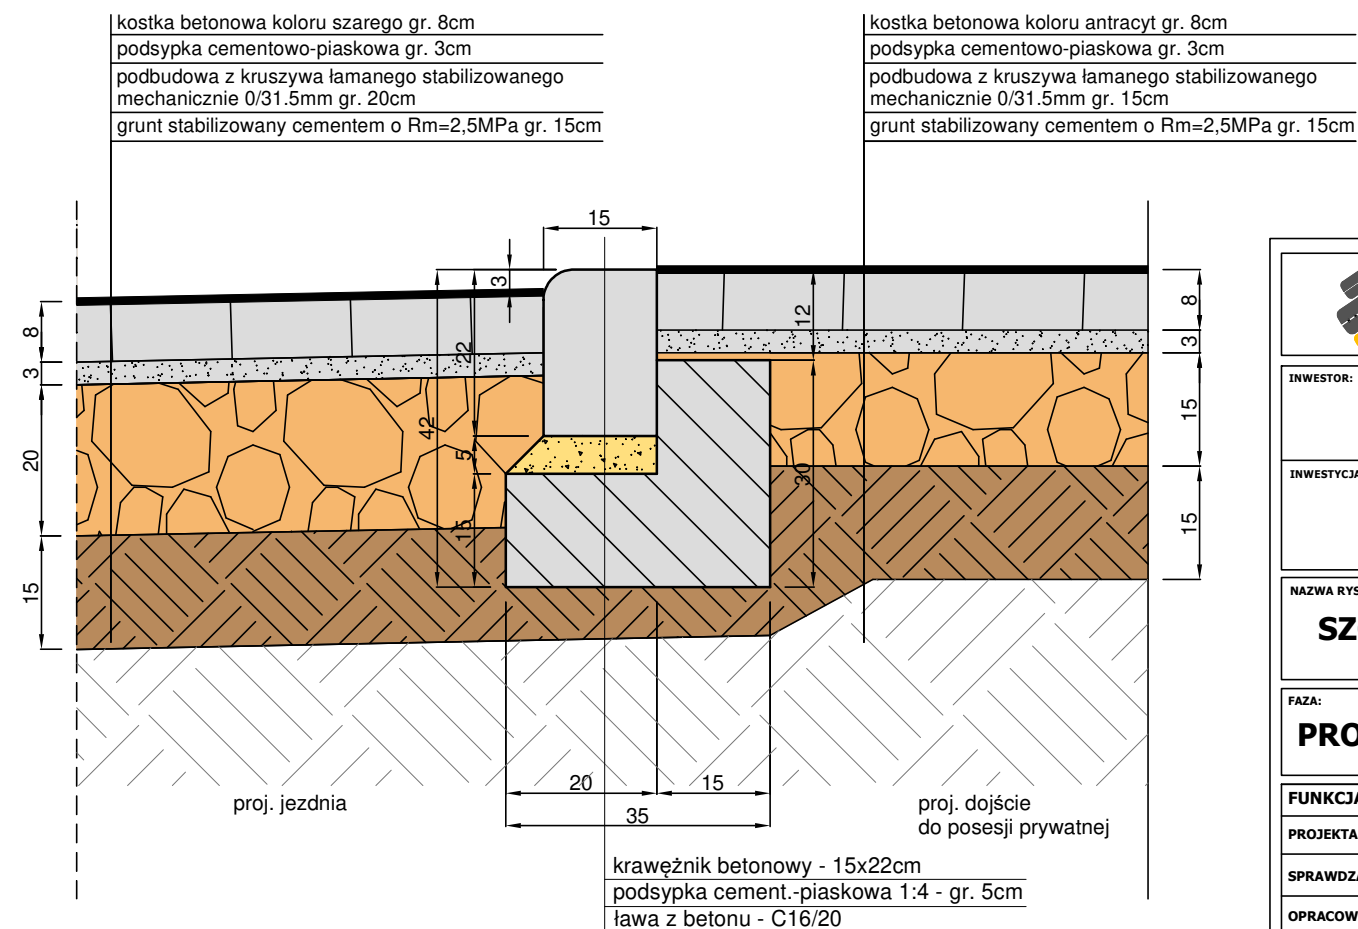 kostka betonowa koloru szarego gr. 8cm
podsypka cementowo-piaskowa gr. 3cm
podbudowa z kruszywa łamanego stabilizowanego
mechanicznie 0/31.5mm gr. 20cm
grunt stabilizowany cementem o Rm=2,5MPa gr. 15cm
kostka betonowa koloru antracyt gr. 8cm
podsypka cementowo-piaskowa gr. 3cm
podbudowa z kruszywa łamanego stabilizowanego
mechanicznie 0/31.5mm gr. 15cm
grunt stabilizowany cementem o Rm=2,5MPa gr. 15cm
15
3
22
42
5
15
12
30
8
3
20
15
8
3
15
15
20
15
35
proj. jezdnia
proj. dojście
do posesji prywatnej
krawężnik betonowy - 15x22cm
podsypka cement.-piaskowa 1:4 - gr. 5cm
ława z betonu - C16/20
INWESTOR:
INWESTYCJA
NAZWA RYS
SZ
FAZA:
PRO
FUNKCJA
PROJEKTA
SPRAWDZA
OPRACOW